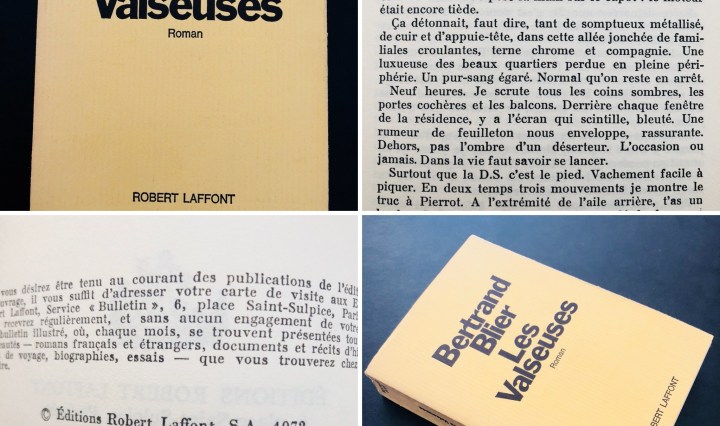 Valseuses
Roman
ROBERT LAFFONT
était encore tiède.
Ça détonnait, faut dire, tant de somptueux métallisé,
de cuir et d'appuie-tête, dans cette allée jonchée de fami-
liales croulantes, terne chrome et compagnie. Une
luxueuse des beaux quartiers perdue en pleine péri-
phérie. Un pur-sang égaré. Normal qu'on reste en arrêt.
Neuf heures. Je scrute tous les coins sombres, les
portes cochères et les balcons. Derrière chaque fenêtre
de la résidence, y a l'écran qui scintille, bleuté. Une
rumeur de feuilleton nous enveloppe, rassurante.
Dehors, pas l'ombre d'un déserteur. L'occasion ou
jamais. Dans la vie faut savoir se lancer.
Surtout que la D.S. c'est le pied. Vachement facile à
piquer. En deux temps trois mouvements je montre le
truc à Pierrot. A l'extrémité de l'aile arrière, t'as un
vous désirez être tenu au courant des publications de l'édi
uvrage, il vous suffit d'adresser votre carte de visite aux E
rt Laffont, Service « Bulletin », 6, place Saint-Sulpice, Pari
recevrez régulièrement, et sans aucun engagement de votr
bulletin illustré, où, chaque mois, se trouvent présentées tou
utés — romans français et étrangers, documents et récits d'hi
de voyage, biographies, essais — que vous trouverez chez
re.
© Éditions Robert Laffont, S.A.
Bertrand
Blier
Les
Valseuses
Roman
ROBERT LAFFONT